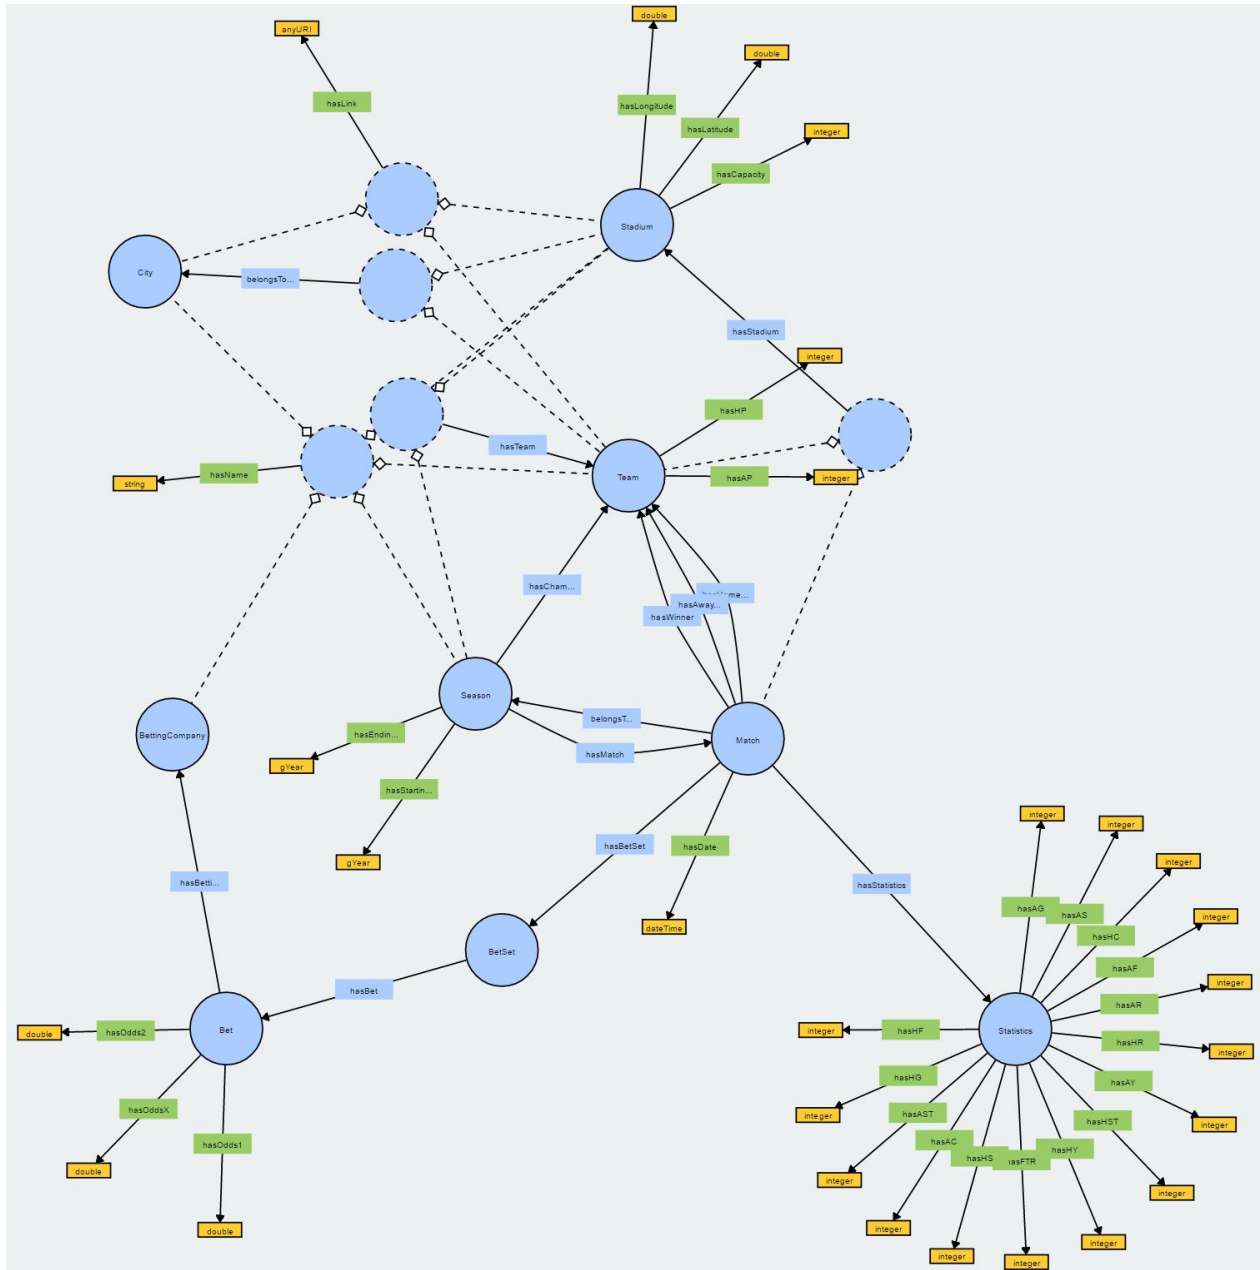 double
anyURI
double
hasLink
hasLongitude
hasLatitude
integer
hasCapacity
Stadium
City
belongsTo...
hasStadium
integer
hasHP
hasTeam
hasName
string
Team
hasAP
integer
hasCham...
hasAway...
hasWinner
Season
belongsT...
BettingCompany
hasEndin...
Match
hasMatch
gYear
hasStartin...
integer
integer
hasBetSet
hasDate
gYear
integer
hasBetti...
hasStatistics
hasAG
hasAS
integer
dateTime
hasHC
BetSet
hasAF
integer
hasBet
hasAR
hasOdds2
Bet
double
integer
hasHF
Statistics
hasHR
integer
hasHG
hasAY
hasOddsX
integer
hasAST
hasHST
integer
hasOdds1
hasAC
hasHS
hasFTR
hasHY
double
integer
integer
double
integer
integer
integer
integer